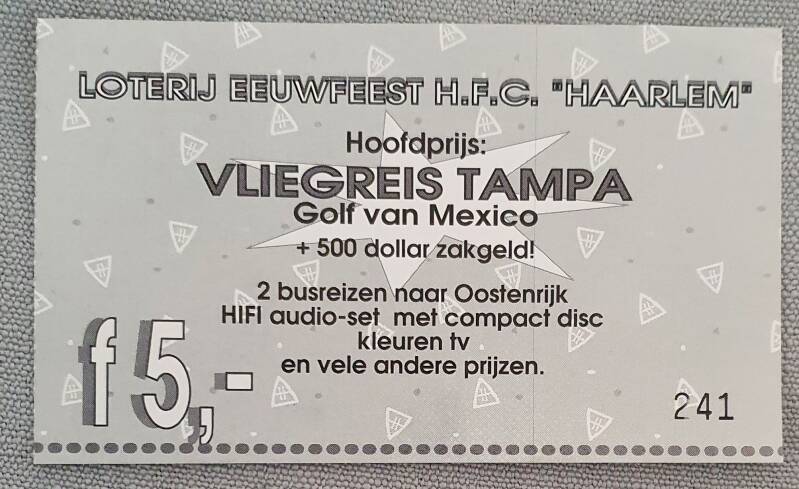 LOTERIJ EEUWFEEST H.F.C. "HAARLEM"
Hoofdprijs:
VLIEGREIS TAMPA
Golf van Mexico
+ 500 dollar zakgeld!
2 busreizen naar Oostenrijk
HIFI audio-set met compact disc
kleuren tv
en vele andere prijzen.
f 5,-
241